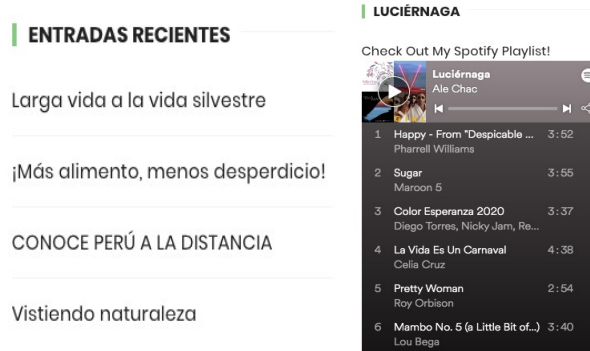 ENTRADAS RECIENTES
Larga vida a la vida silvestre
¡Más alimento, menos desperdicio!
CONOCE PERÚ A LA DISTANCIA
Vistiendo naturaleza
LUCIÉRNAGA
Check Out My Spotify Playlist!
Luciérnaga
Ale Chac
1 Happy - From "Despicable ... 3:52
Pharrell Williams
2 Sugar 3:55
Maroon 5
3 Color Esperanza 2020 3:37
Diego Torres, Nicky Jam, Re...
4 La Vida Es Un Carnaval 4:38
Celia Cruz
5 Pretty Woman 2:54
Roy Orbison
6 Mambo No. 5 (a Little Bit of...) 3:40
Lou Bega